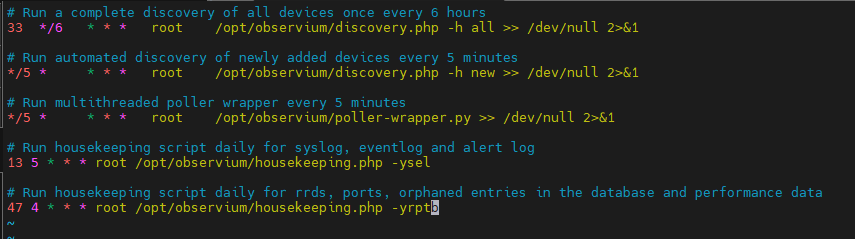 # Run a complete discovery of all devices once every 6 hours
33  */6   * * *   root    /opt/observium/discovery.php -h all >> /dev/null 2>&1
# Run automated discovery of newly added devices every 5 minutes
*/5 *     * * *   root    /opt/observium/discovery.php -h new >> /dev/null 2>&1
# Run multithreaded poller wrapper every 5 minutes
*/5 *     * * *   root    /opt/observium/poller-wrapper.py >> /dev/null 2>&1
# Run housekeeping script daily for syslog, eventlog and alert log
13 5 * * * root /opt/observium/housekeeping.php -ysel
# Run housekeeping script daily for rrds, ports, orphaned entries in the database and performance data
47 4 * * * root /opt/observium/housekeeping.php -yrptb
~
~